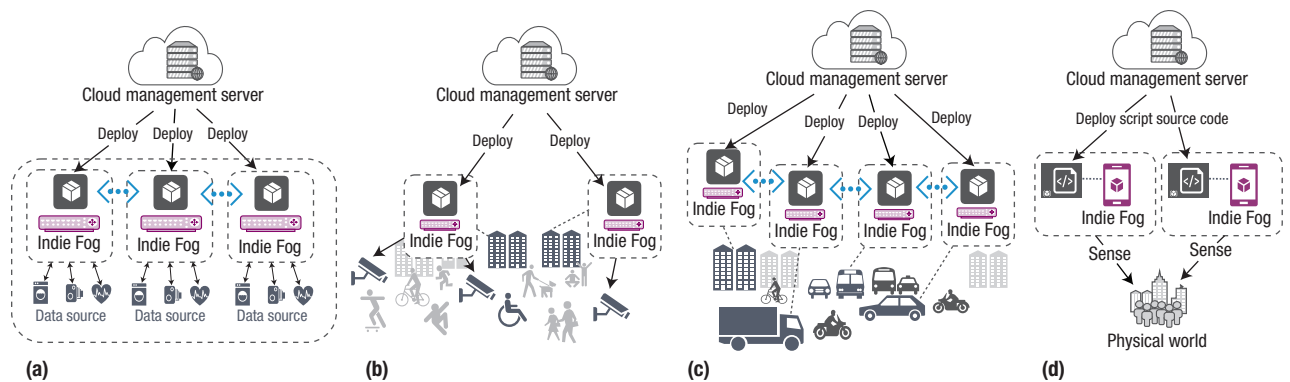 Cloud management server
Deploy Deploy Deploy
Indie Fog Indie Fog Indie Fog
Data source Data source Data source
(a)
Cloud management server
Deploy Deploy
Indie Fog Indie Fog
(b)
Cloud management server
Deploy Deploy Deploy Deploy
Indie Fog Indie Fog Indie Fog Indie Fog
(c)
Cloud management server
Deploy script source code
</>
</>
Indie Fog Indie Fog
Sense Sense
Physical world
(d)